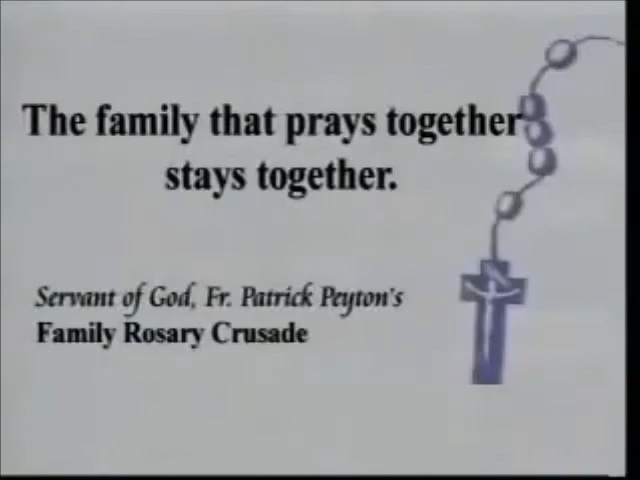 The family that prays together
stays together.
Servant of God, Fr. Patrick Peyton's
Family Rosary Crusade